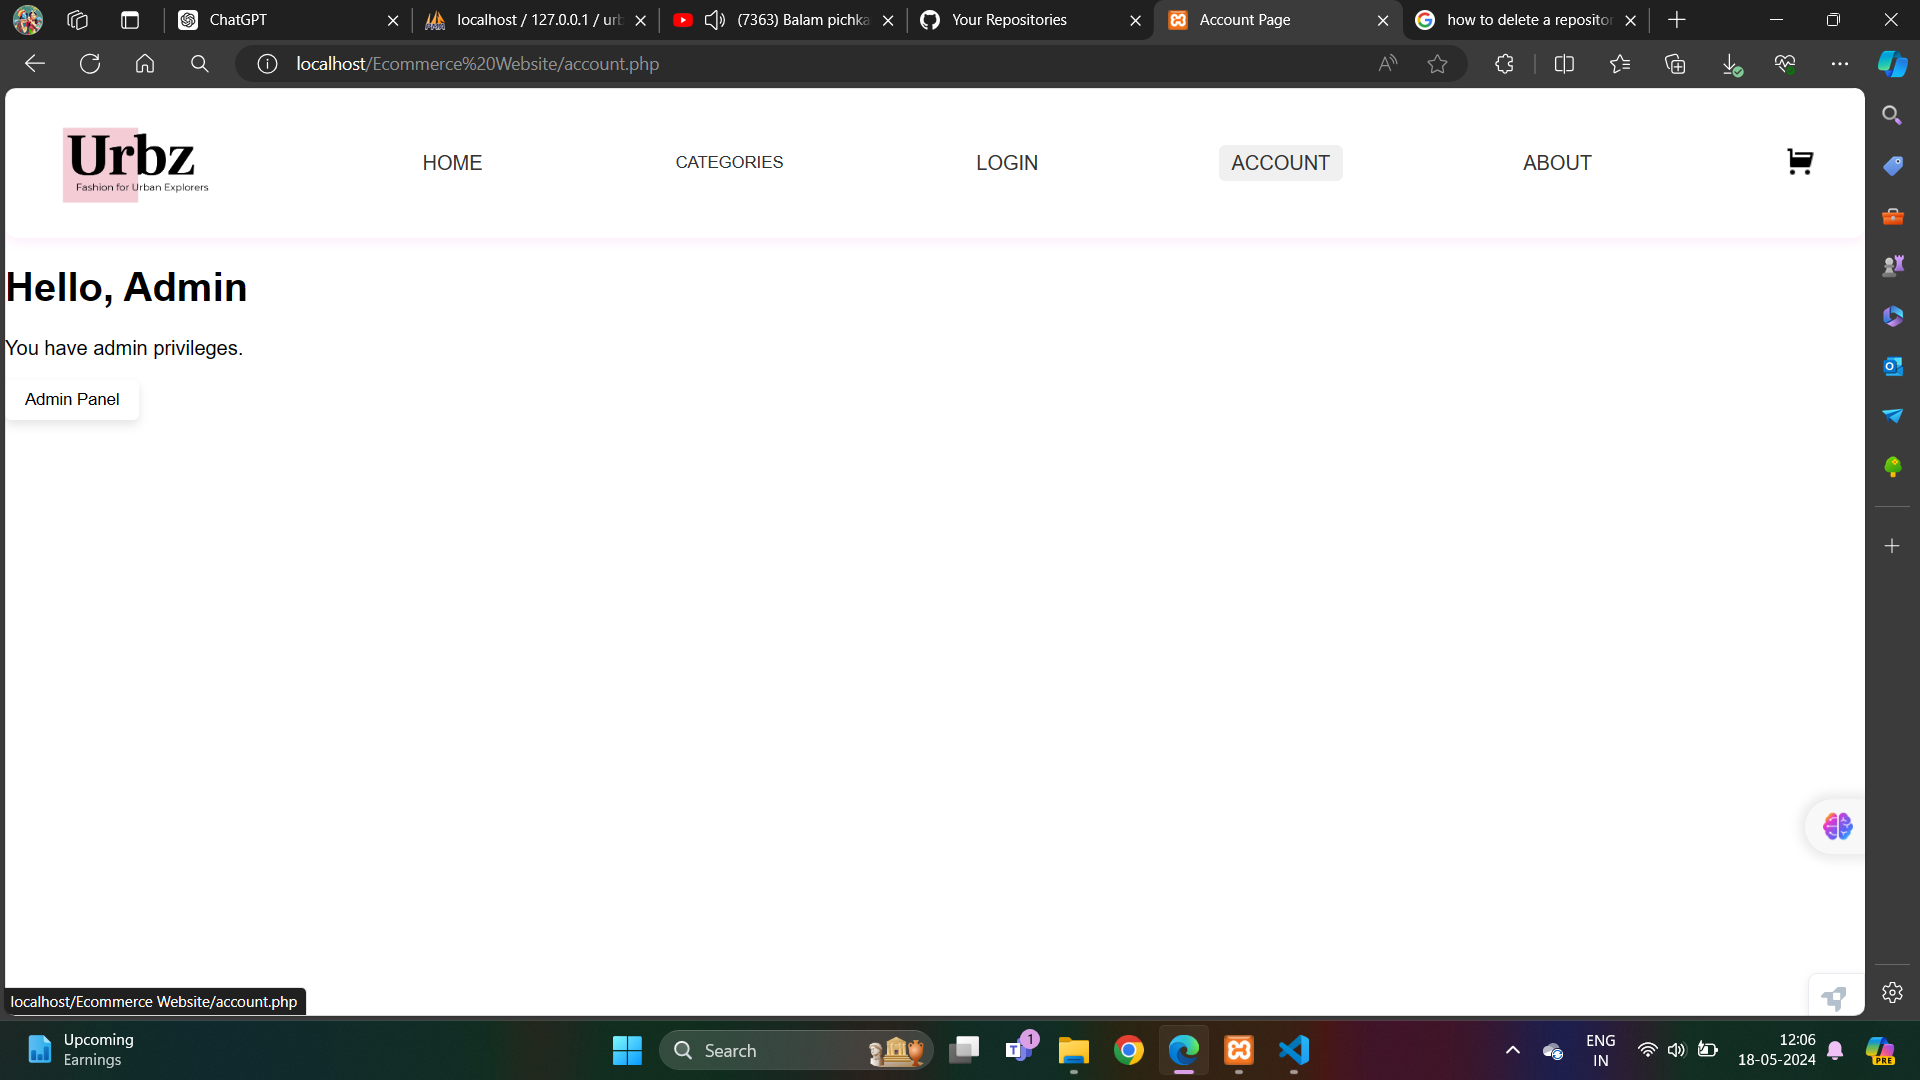 ChatGPT
localhost / 127.0.0.1 / urb
(7363) Balam pichka
Your Repositories
Account Page
how to delete a repositor
localhost/Ecommerce%20Website/account.php
Urbz
Fashion for Urban Explorers
HOME
CATEGORIES
LOGIN
ACCOUNT
ABOUT
Hello, Admin
You have admin privileges.
Admin Panel
localhost/Ecommerce Website/account.php
Upcoming
Earnings
Search
1
ENG
IN
12:06
18-05-2024
PRE